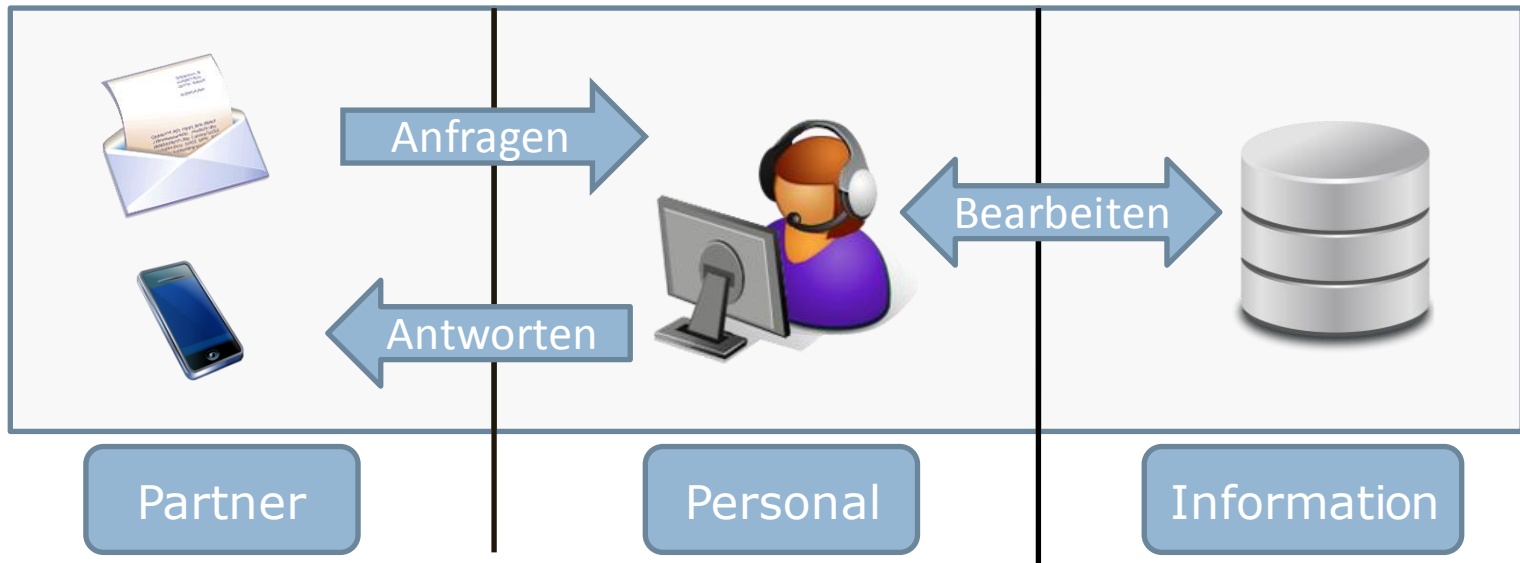 Anfragen
Bearbeiten
Antworten
Partner
Personal
Information